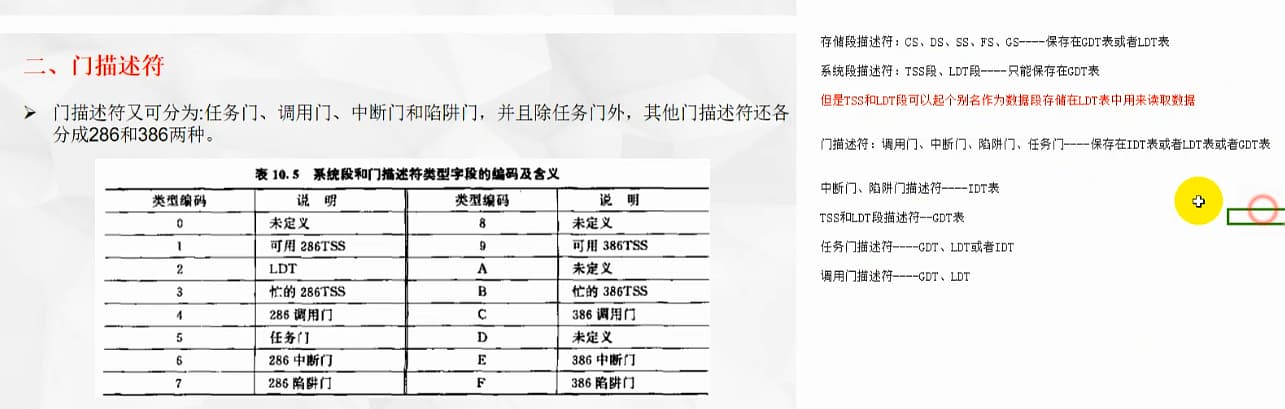 二、门描述符
➢ 门描述符又可分为:任务门、调用门、中断门和陷阱门，并且除任务门外，其他门描述符还各
分成286和386两种。
表 10.5 系统段和门描述符类型字段的编码及含义
类型编码 说 明 类型编码 说 明
0 未定义 8 未定义
1 可用 286TSS 9 可用 386TSS
2 LDT A 未定义
3 忙的 286TSS B 忙的 386TSS
4 286 调用门 C 386 调用门
5 任务门 D 未定义
6 286 中断门 E 386 中断门
7 286 陷阱门 F 386 陷阱门
存储段描述符：CS、DS、SS、FS、GS----保存在GDT表或者LDT表
系统段描述符：TSS段、LDT段----只能保存在GDT表
但是TSS和LDT段可以起个别名作为数据段存储在LDT表中用来读取数据
门描述符：调用门、中断门、陷阱门、任务门----保存在IDT表或者LDT表或者GDT表
中断门、陷阱门描述符----IDT表
TSS和LDT段描述符--GDT表
任务门描述符----GDT、LDT或者IDT
调用门描述符----GDT、LDT